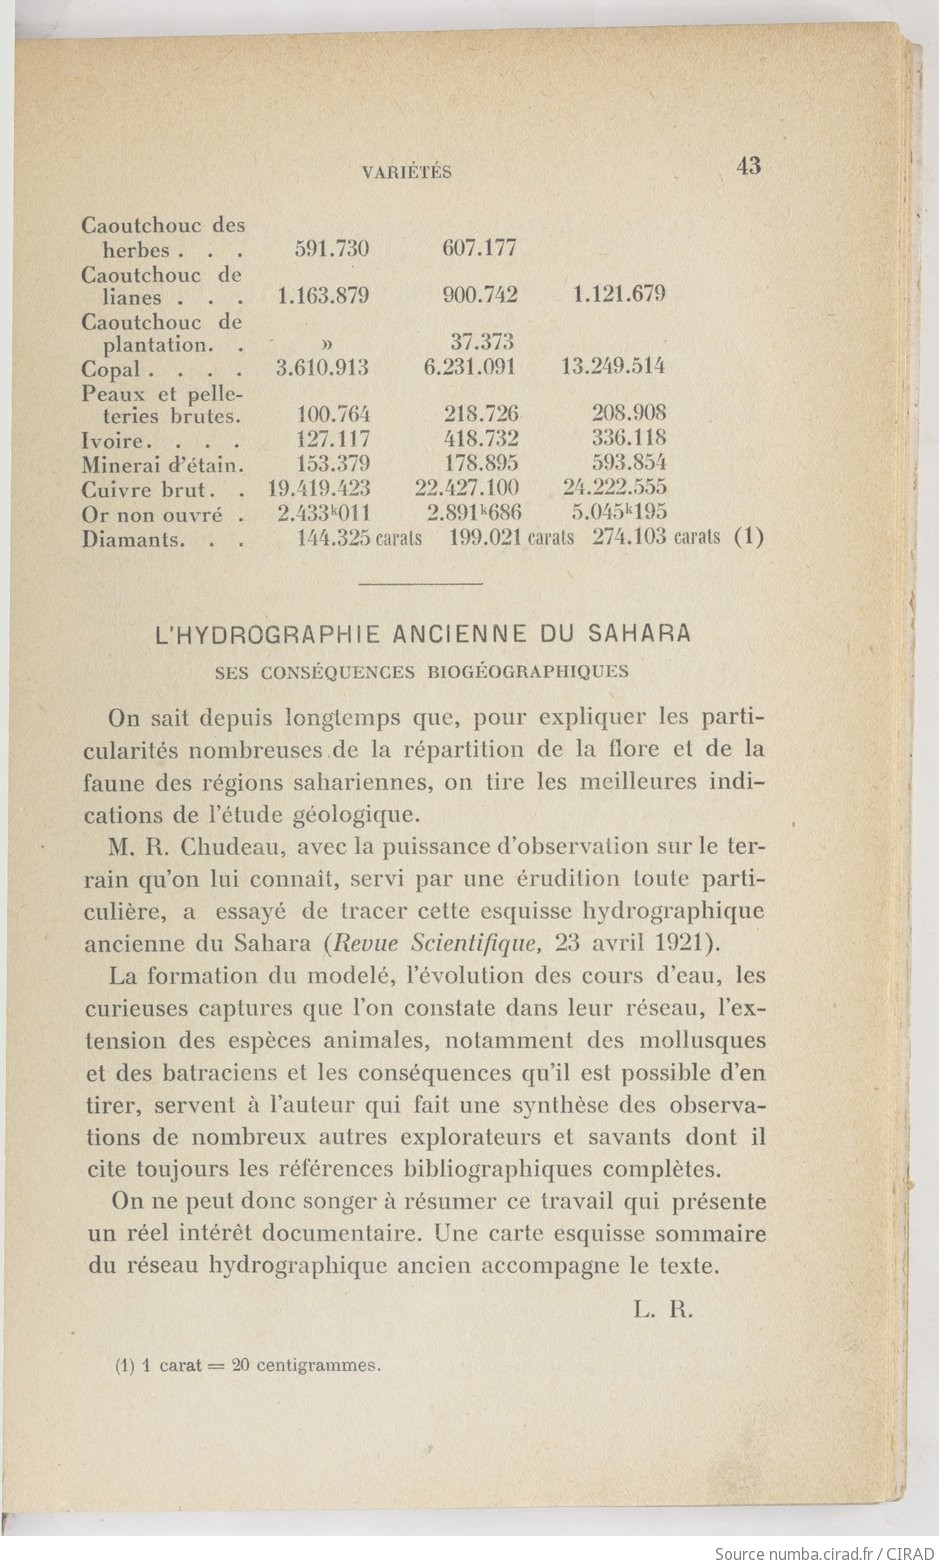 VARIÉTÉS 43
Caoutchouc des
herbes . . . 591.730 607.177
Caoutchouc de
lianes . . . 1.163.879 900.742 1.121.679
Caoutchouc de
plantation. . » 37.373
Copal . . . . 3.610.913 6.231.091 13.249.514
Peaux et pelle-
teries brutes. 100.764 218.726 208.908
Ivoire. . . . 127.117 418.732 336.118
Minerai d'étain. 153.379 178.895 593.854
Cuivre brut. . 19.419.423 22.427.100 24.222.555
Or non ouvré . 2.433ᵏ011 2.891ᵏ686 5.045ᵏ195
Diamants. . . 144.325 carats 199.021 carats 274.103 carats (1)
L'HYDROGRAPHIE ANCIENNE DU SAHARA
SES CONSÉQUENCES BIOGÉOGRAPHIQUES
On sait depuis longtemps que, pour expliquer les parti-
cularités nombreuses de la répartition de la flore et de la
faune des régions sahariennes, on tire les meilleures indi-
cations de l'étude géologique.
M. R. Chudeau, avec la puissance d'observation sur le ter-
rain qu'on lui connaît, servi par une érudition toute parti-
culière, a essayé de tracer cette esquisse hydrographique
ancienne du Sahara (Revue Scientifique, 23 avril 1921).
La formation du modelé, l'évolution des cours d'eau, les
curieuses captures que l'on constate dans leur réseau, l'ex-
tension des espèces animales, notamment des mollusques
et des batraciens et les conséquences qu'il est possible d'en
tirer, servent à l'auteur qui fait une synthèse des observa-
tions de nombreux autres explorateurs et savants dont il
cite toujours les références bibliographiques complètes.
On ne peut donc songer à résumer ce travail qui présente
un réel intérêt documentaire. Une carte esquisse sommaire
du réseau hydrographique ancien accompagne le texte.
L. R.
(1) 1 carat = 20 centigrammes.
Source numba.cirad.fr / CIRAD